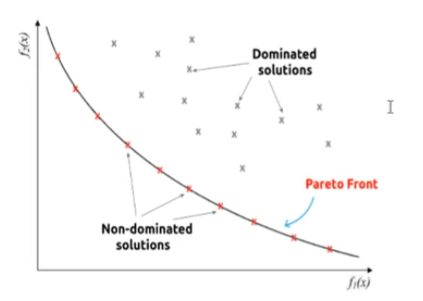 f₂(x)
Dominated
solutions
Pareto Front
Non-dominated
solutions
f₁(x)